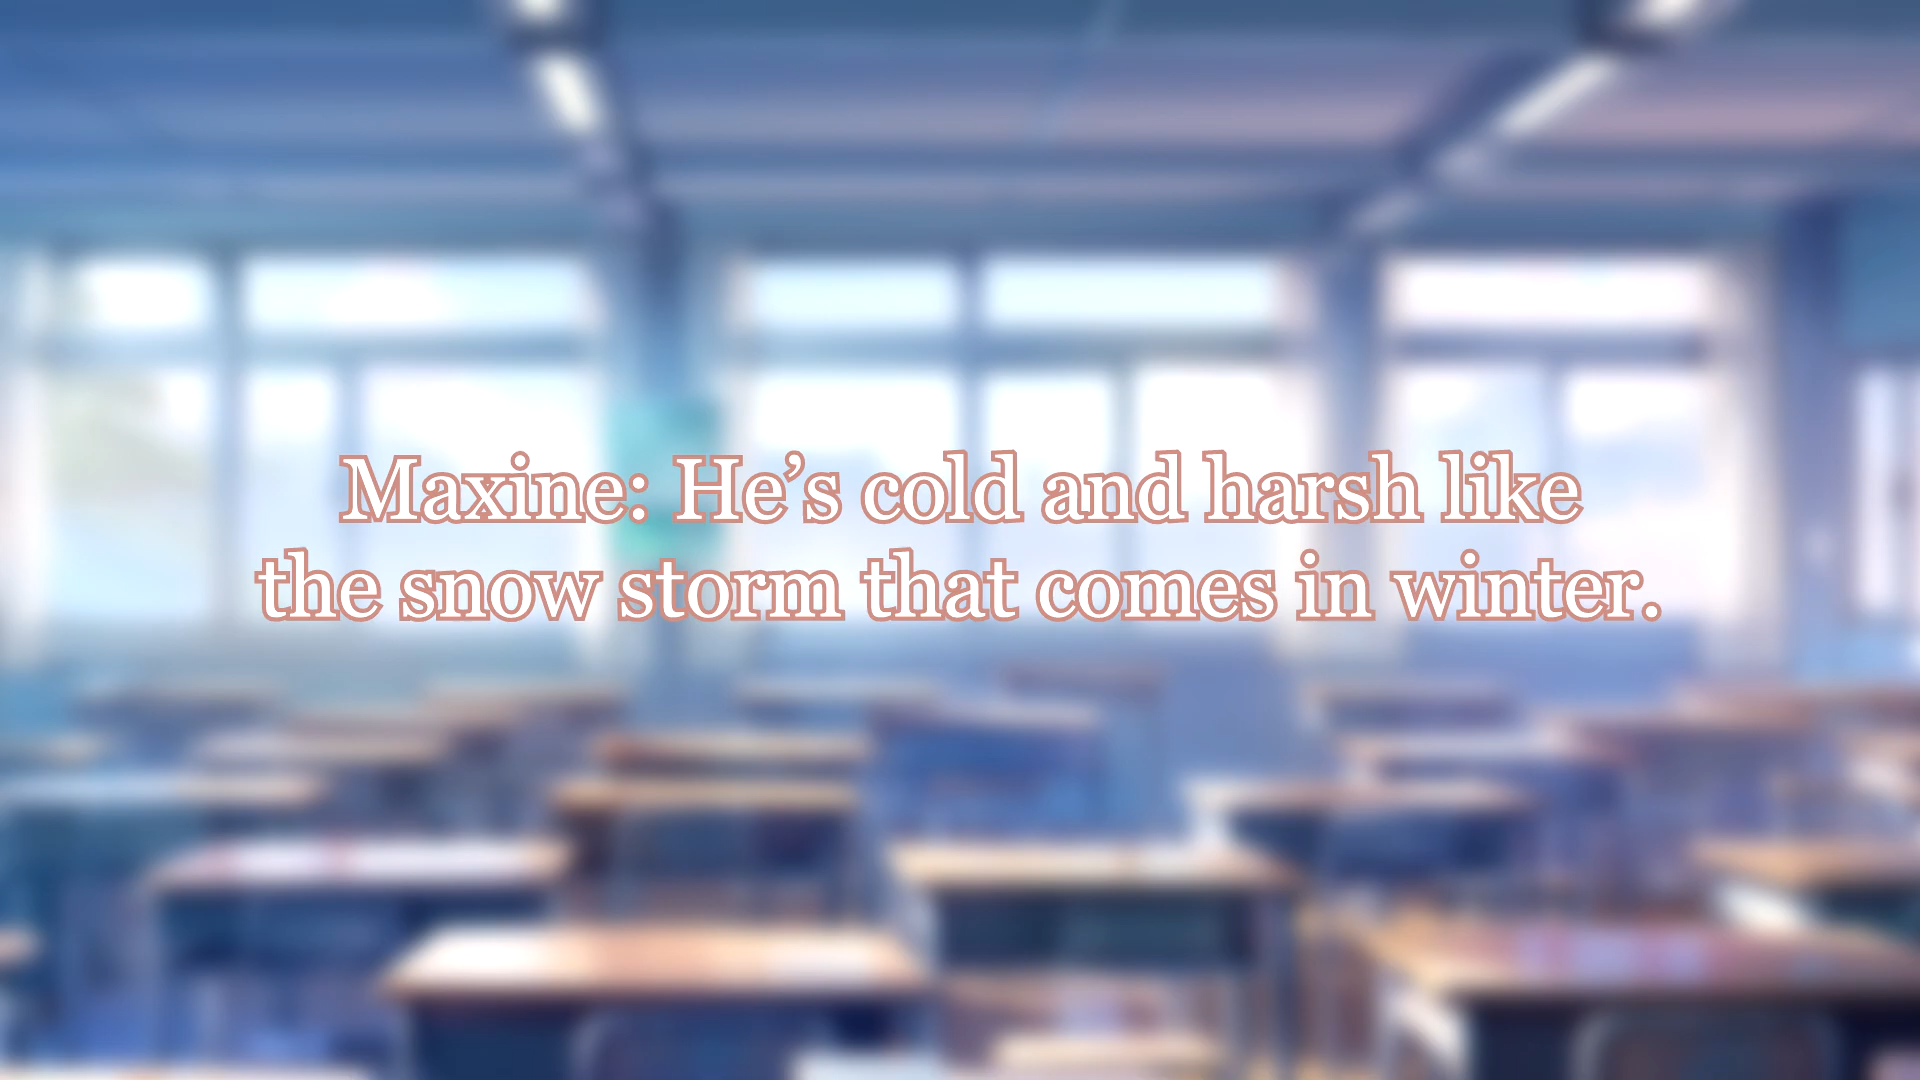 Maxine: He’s cold and harsh like
the snow storm that comes in winter.